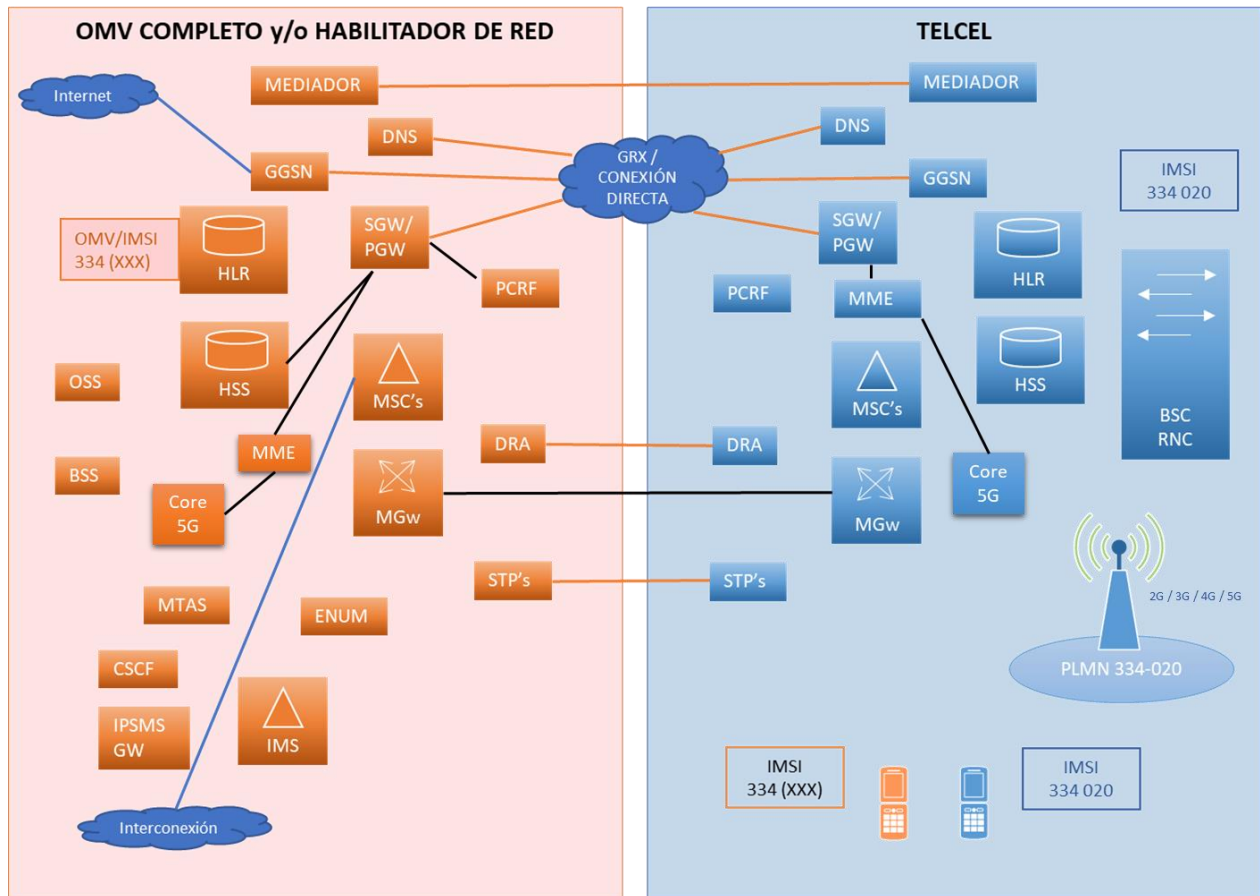 OMV COMPLETO y/o HABILITADOR DE RED
TELCEL
Internet
MEDIADOR
MEDIADOR
DNS
DNS
GRX /
CONEXIÓN
DIRECTA
GGSN
GGSN
IMSI
334 020
OMV/IMSI
334 (XXX)
HLR
SGW/
PGW
SGW/
PGW
HLR
PCRF
PCRF
MME
OSS
HSS
MSC's
MSC's
HSS
BSC
RNC
MME
DRA
DRA
BSS
Core
5G
MGw
MGw
Core
5G
STP's
STP's
MTAS
ENUM
2G / 3G / 4G / 5G
CSCF
PLMN 334-020
IPSMS
GW
IMS
IMSI
334 (XXX)
IMSI
334 020
Interconexión